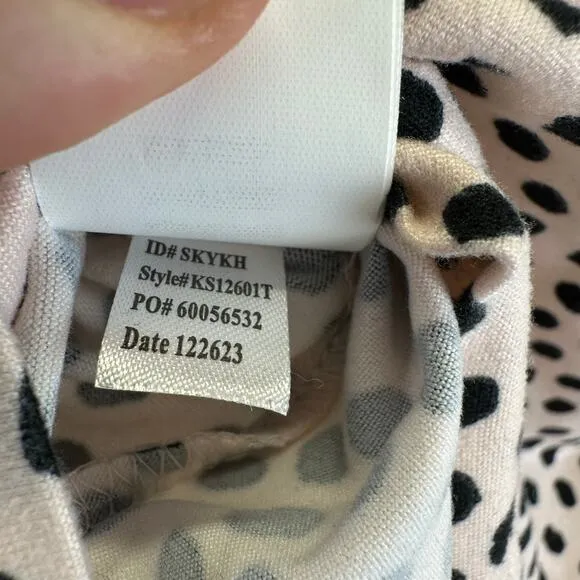 ID# SKYKH
Style# KS12601T
PO# 60056532
Date 122623